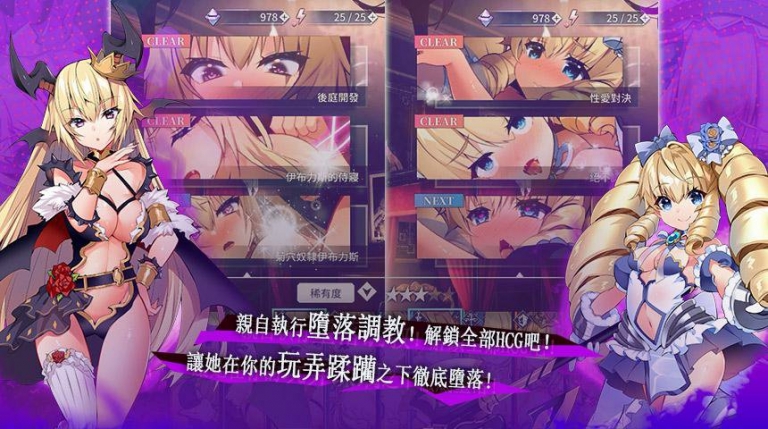 978
25/25
978
25/25
CLEAR
後庭開發
CLEAR
性愛對決
CLEAR
伊布力斯的侍寢
CLEAR
菊穴奴隸伊布力斯
NEXT
稀有度
親自執行墮落調教！解鎖全部HCG吧！
讓她在你的玩弄蹂躪之下徹底墮落！